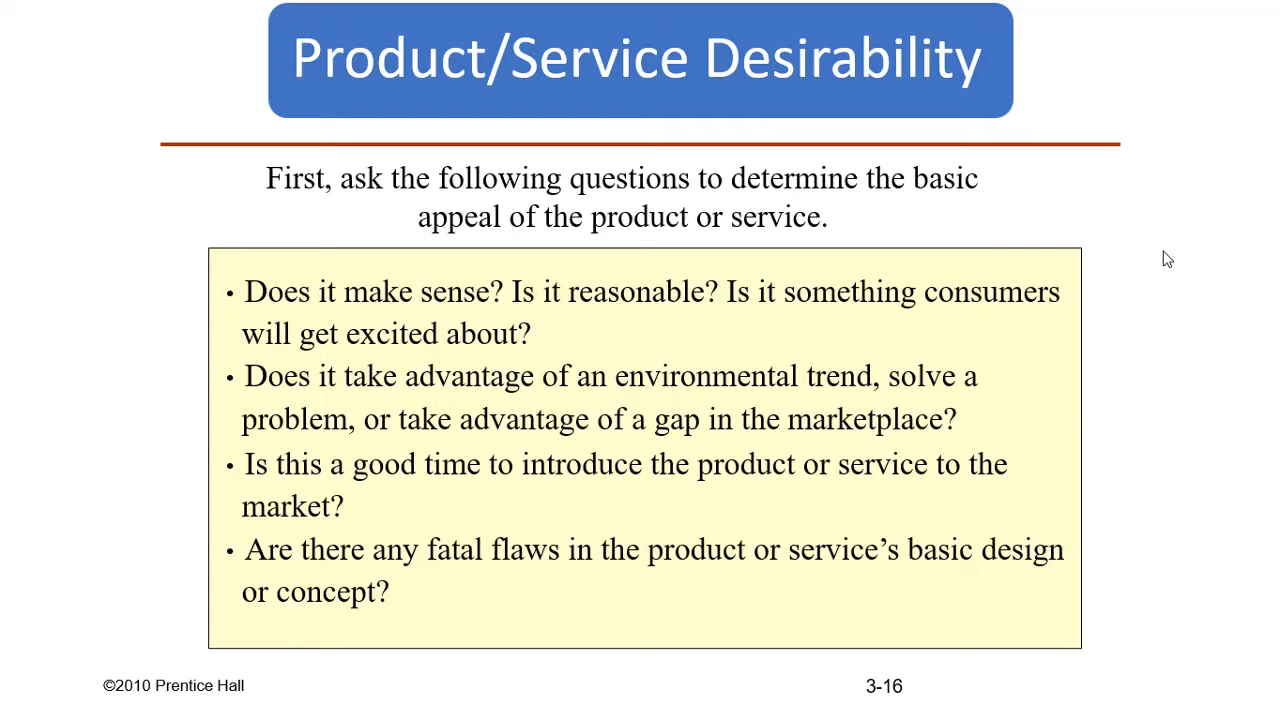 Product/Service Desirability
First, ask the following questions to determine the basic
appeal of the product or service.
• Does it make sense? Is it reasonable? Is it something consumers
will get excited about?
• Does it take advantage of an environmental trend, solve a
problem, or take advantage of a gap in the marketplace?
• Is this a good time to introduce the product or service to the
market?
• Are there any fatal flaws in the product or service’s basic design
or concept?
©2010 Prentice Hall
3-16